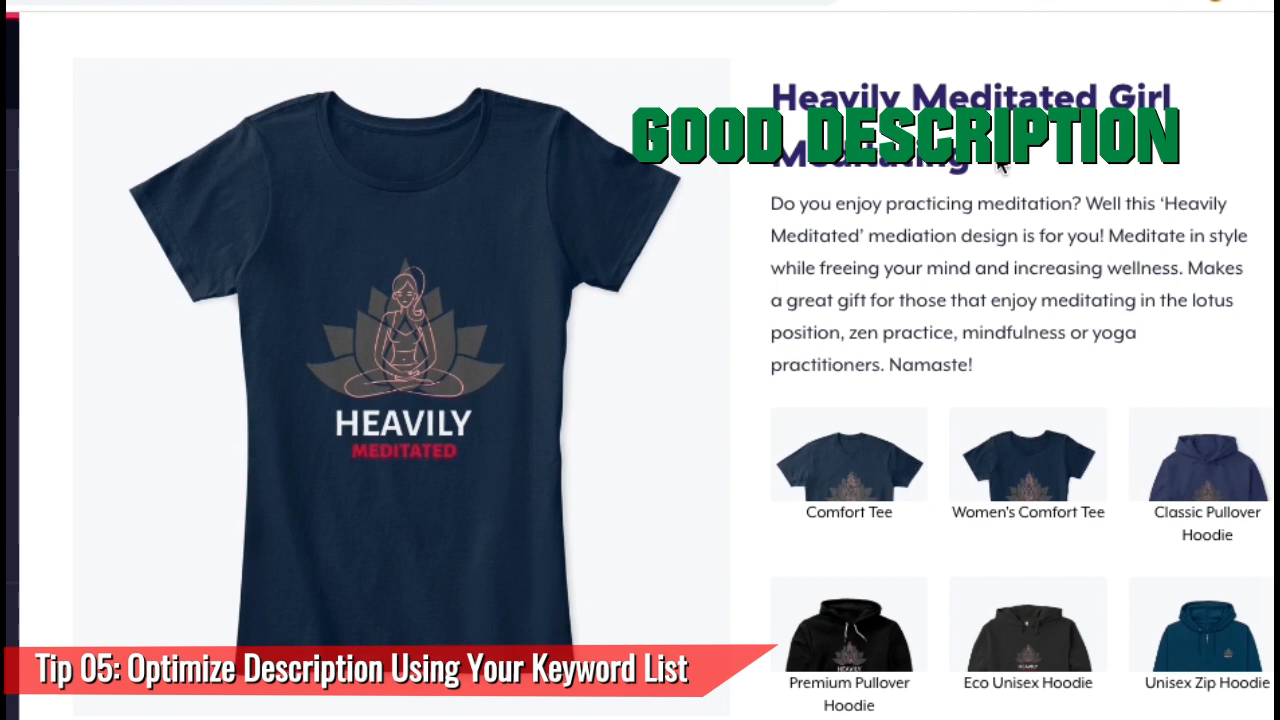 Heavily Meditated Girl
GOOD DESCRIPTION
Meditating
Do you enjoy practicing meditation? Well this ‘Heavily
Meditated’ mediation design is for you! Meditate in style
while freeing your mind and increasing wellness. Makes
a great gift for those that enjoy meditating in the lotus
position, zen practice, mindfulness or yoga
practitioners. Namaste!
HEAVILY
MEDITATED
Comfort Tee
Women's Comfort Tee
Classic Pullover
Hoodie
HEAVILY
HEAVILY
Premium Pullover
Hoodie
Eco Unisex Hoodie
Unisex Zip Hoodie
Tip 05: Optimize Description Using Your Keyword List